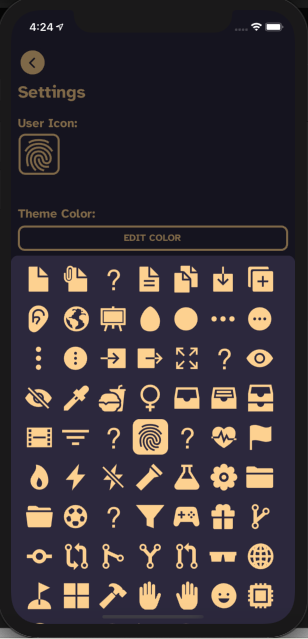 4:24
Settings
User Icon:
Theme Color:
EDIT COLOR
? 
?
? ?
?